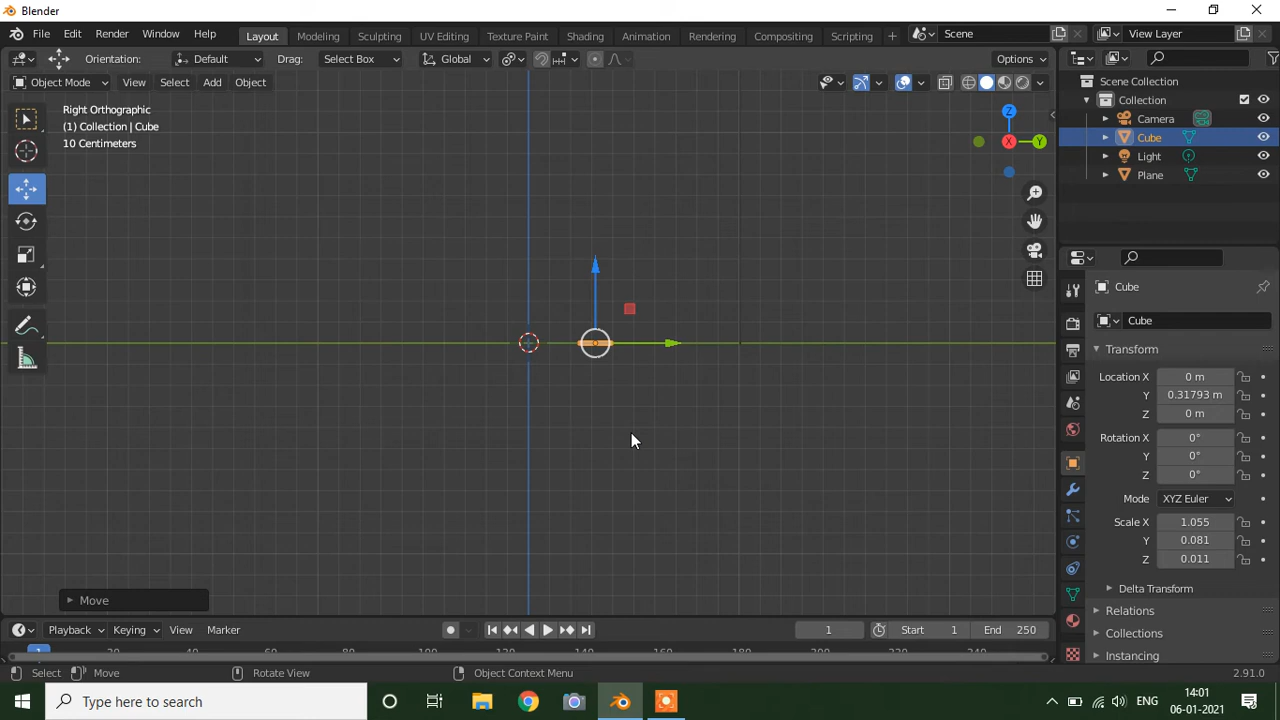 Blender
File Edit Render Window Help
Layout Modeling Sculpting UV Editing Texture Paint Shading Animation Rendering Compositing Scripting + Scene View Layer
Orientation: Default Drag: Select Box Global Options
Object Mode View Select Add Object
Scene Collection
Collection
Camera
Cube
Light
Plane
Right Orthographic
(1) Collection | Cube
10 Centimeters
Z
X
Y
Cube
Cube
Transform
Location X 0 m
Y 0.31793 m
Z 0 m
Rotation X 0°
Y 0°
Z 0°
Mode XYZ Euler
Scale X 1.055
Y 0.081
Z 0.011
Delta Transform
Relations
Collections
Instancing
Move
Playback Keying View Marker 1 Start 1 End 250
Select Move Rotate View Object Context Menu 2.91.0
Type here to search
ENG
14:01
06-01-2021